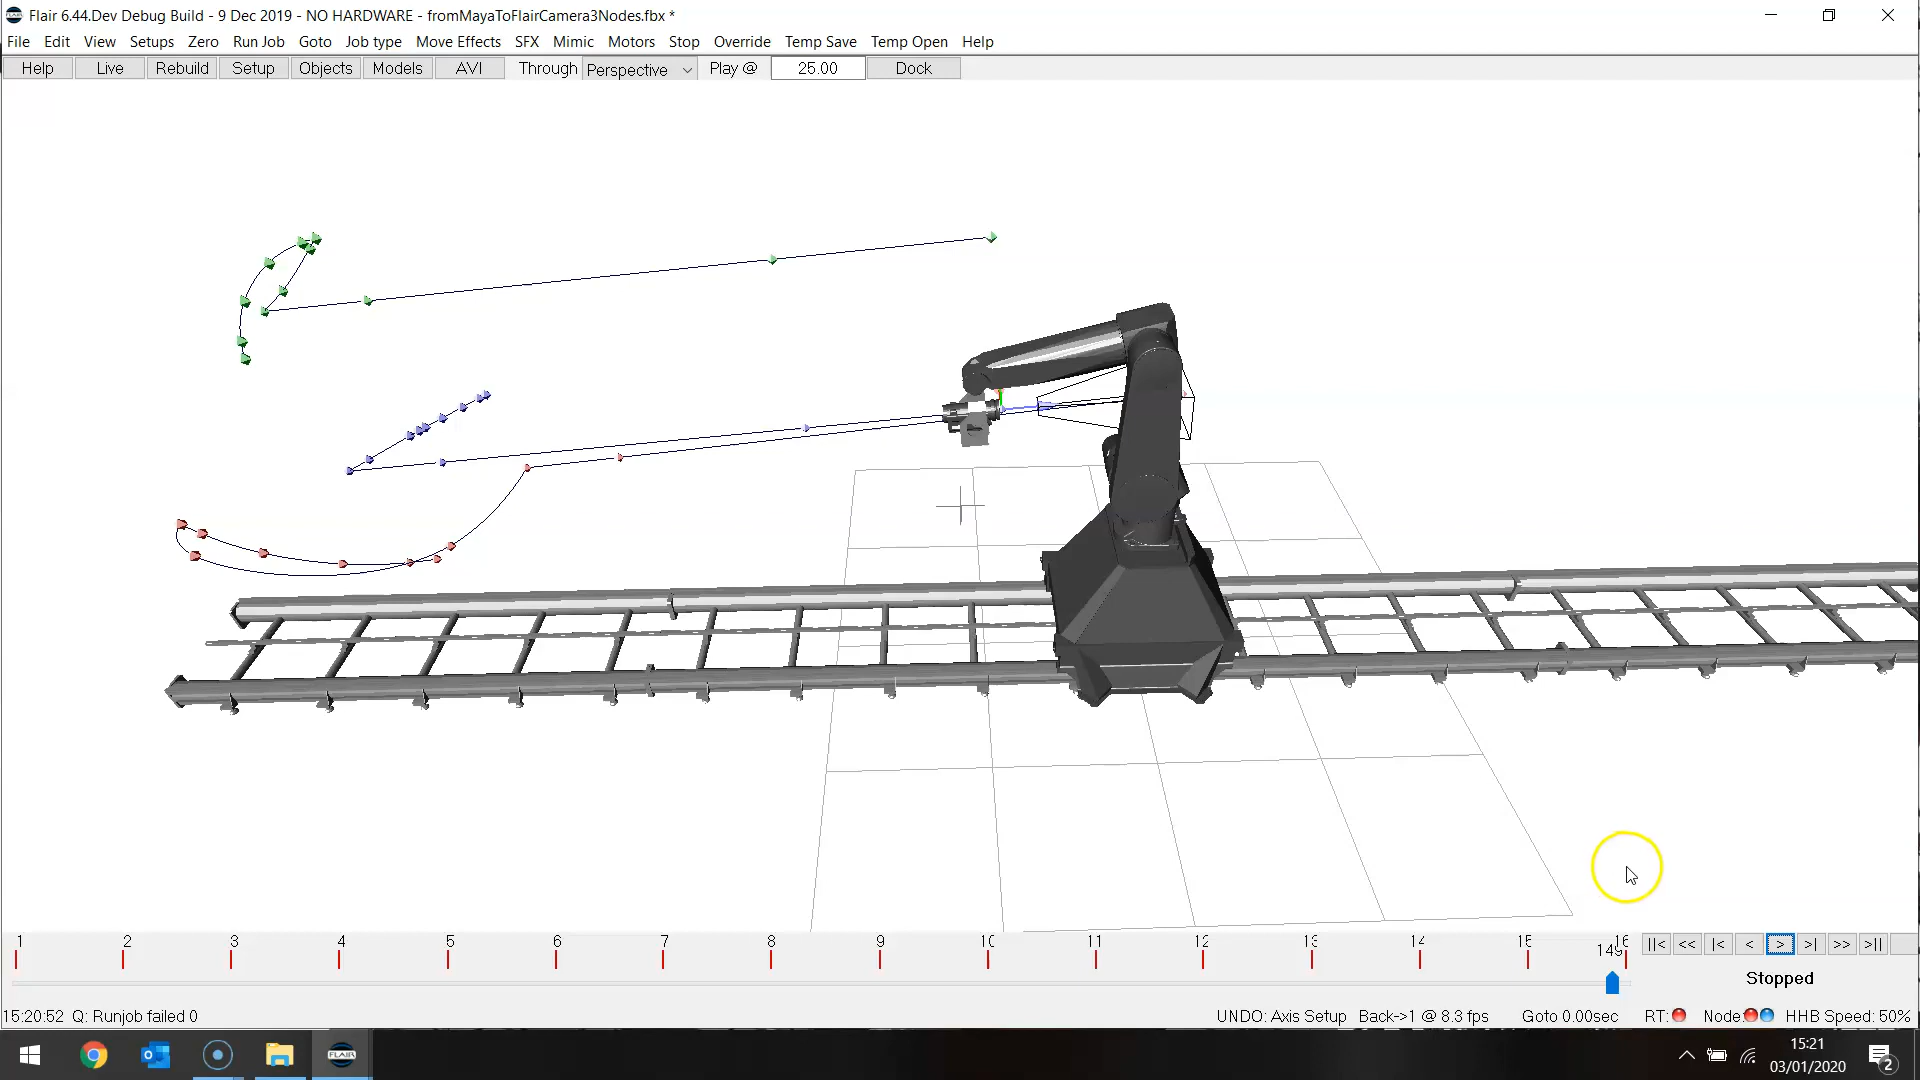 Flair 6.44.Dev Debug Build - 9 Dec 2019 - NO HARDWARE - fromMayaToFlairCamera3Nodes.fbx *
File Edit View Setups Zero Run Job Goto Job type Move Effects SFX Mimic Motors Stop Override Temp Save Temp Open Help
Help Live Rebuild Setup Objects Models AVI Through Perspective Play @ 25.00 Dock
1 2 3 4 5 6 7 8 9 10 11 12 13 14 15 16
149
||< << |< < > >| >> >||
Stopped
15:20:52 Q: Runjob failed 0 UNDO: Axis Setup Back->1 @ 8.3 fps Goto 0.00sec RT: Node: HHB Speed: 50%
FLAIR
15:21
03/01/2020
2